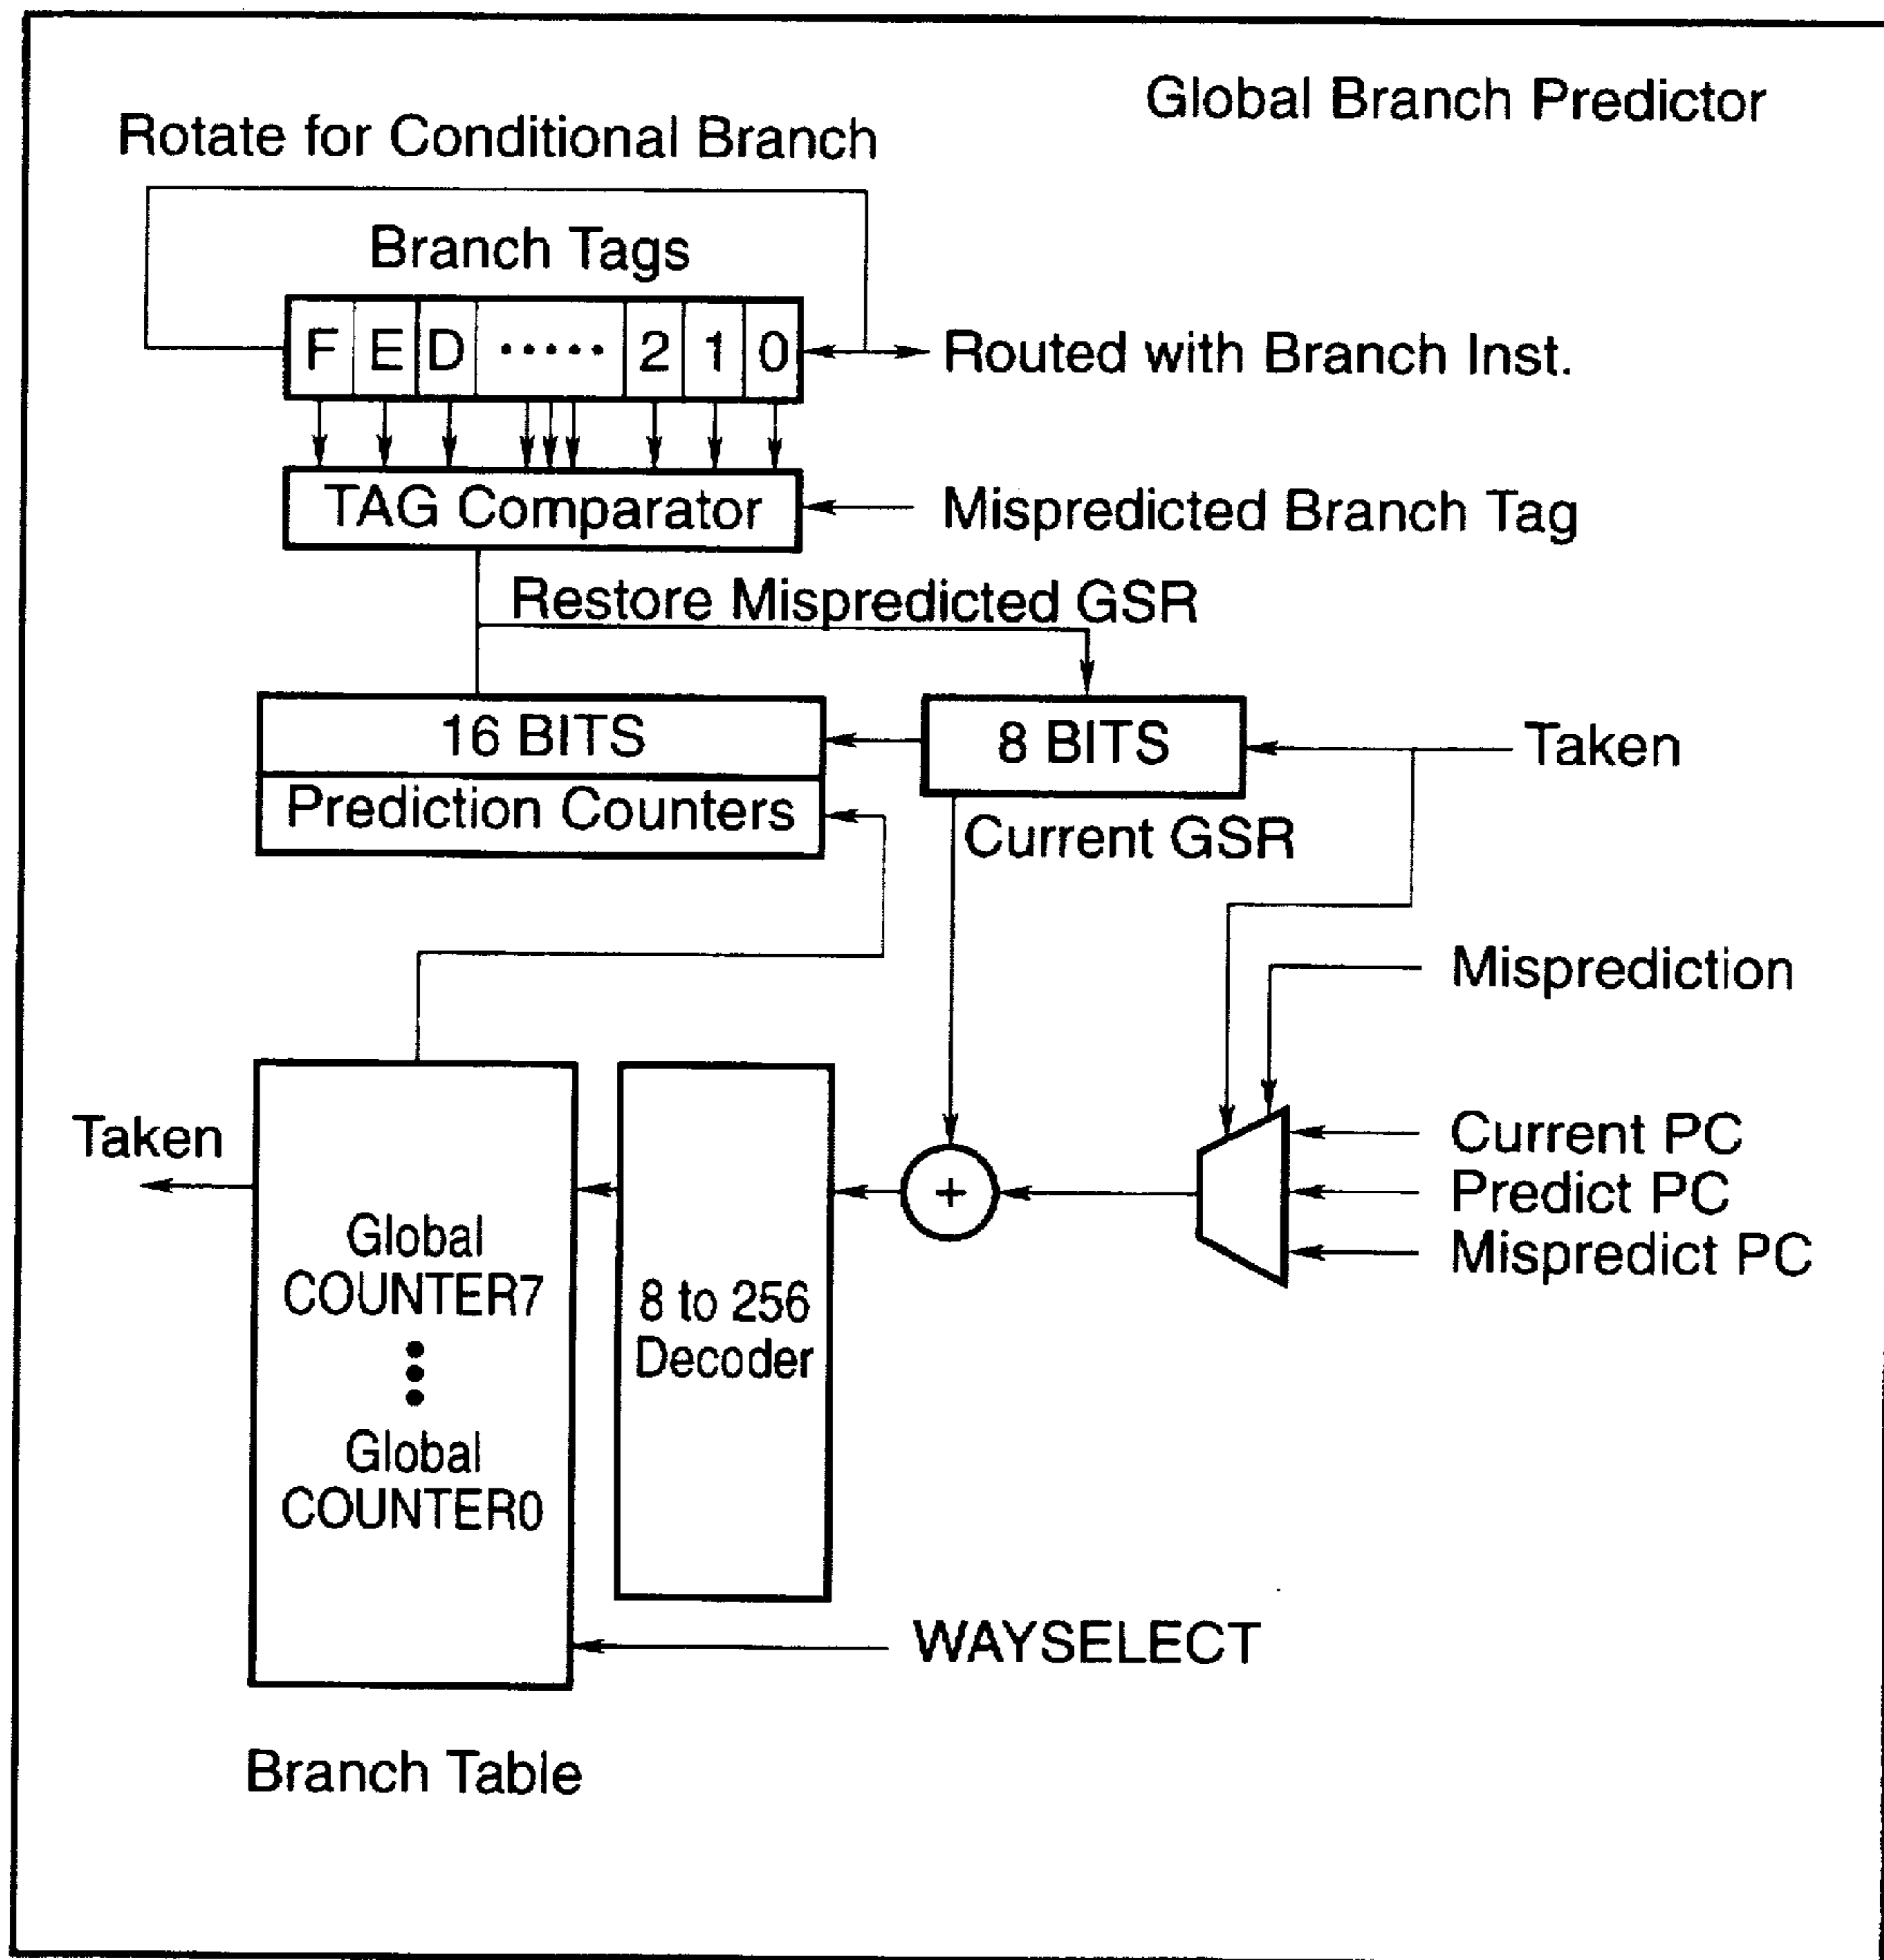 Global Branch Predictor
Rotate for Conditional Branch
Branch Tags
F E D ..... 2 1 0
Routed with Branch Inst.
TAG Comparator
Mispredicted Branch Tag
Restore Mispredicted GSR
16 BITS
8 BITS
Taken
Prediction Counters
Current GSR
Misprediction
Taken
Current PC
Predict PC
Mispredict PC
+
Global
COUNTER7
Global
COUNTER0
8 to 256
Decoder
WAYSELECT
Branch Table